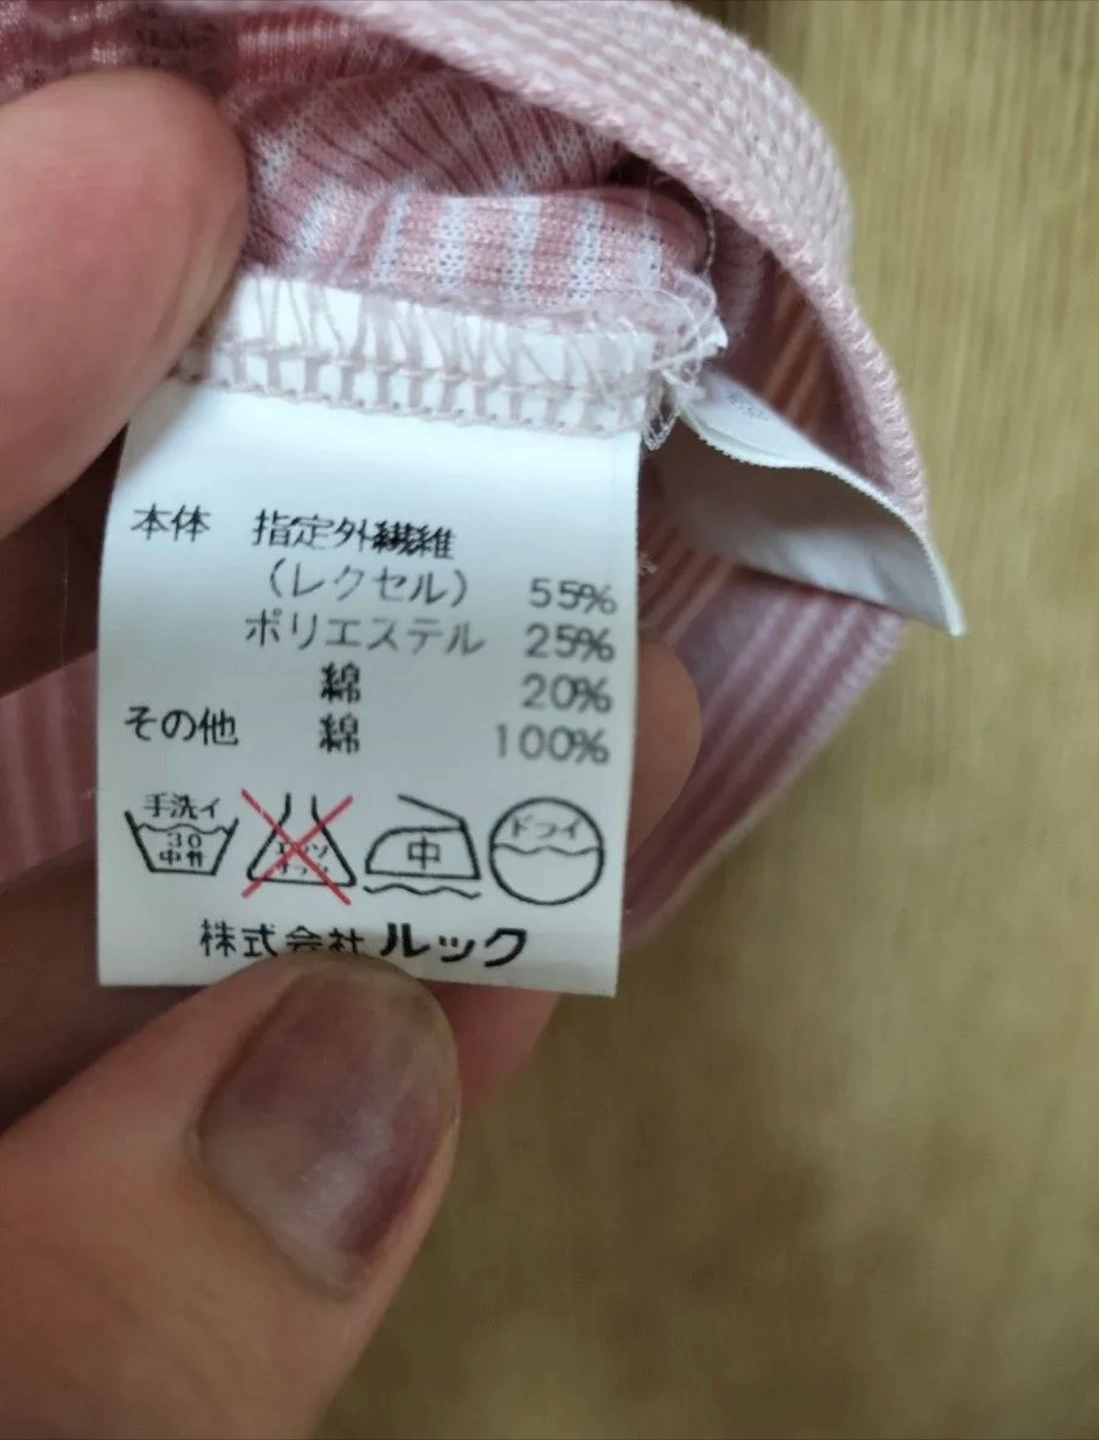 本体 指定外繊維
(レクセル) 55%
ポリエステル 25%
綿 20%
その他 綿 100%
手洗イ
30
中性
エンソ
サラシ
中
ドライ
株式会社 ルック